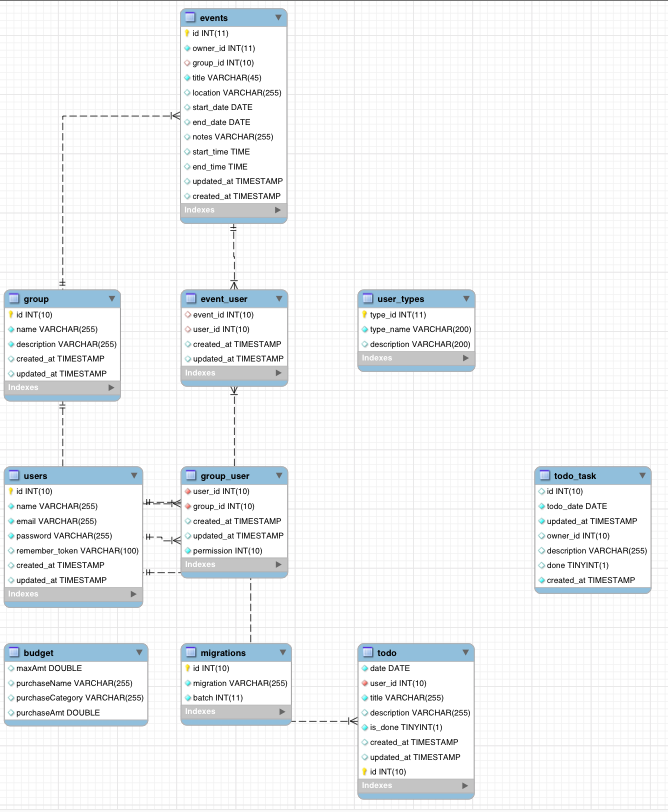 events
id INT(11)
owner_id INT(11)
group_id INT(10)
title VARCHAR(45)
location VARCHAR(255)
start_date DATE
end_date DATE
notes VARCHAR(255)
start_time TIME
end_time TIME
updated_at TIMESTAMP
created_at TIMESTAMP
Indexes
group
id INT(10)
name VARCHAR(255)
description VARCHAR(255)
created_at TIMESTAMP
updated_at TIMESTAMP
Indexes
event_user
event_id INT(10)
user_id INT(10)
created_at TIMESTAMP
updated_at TIMESTAMP
Indexes
user_types
type_id INT(11)
type_name VARCHAR(200)
description VARCHAR(200)
Indexes
users
id INT(10)
name VARCHAR(255)
email VARCHAR(255)
password VARCHAR(255)
remember_token VARCHAR(100)
created_at TIMESTAMP
updated_at TIMESTAMP
Indexes
group_user
user_id INT(10)
group_id INT(10)
created_at TIMESTAMP
updated_at TIMESTAMP
permission INT(10)
Indexes
todo_task
id INT(10)
todo_date DATE
updated_at TIMESTAMP
owner_id INT(10)
description VARCHAR(255)
done TINYINT(1)
created_at TIMESTAMP
budget
maxAmt DOUBLE
purchaseName VARCHAR(255)
purchaseCategory VARCHAR(255)
purchaseAmt DOUBLE
migrations
id INT(10)
migration VARCHAR(255)
batch INT(11)
Indexes
todo
date DATE
user_id INT(10)
title VARCHAR(255)
description VARCHAR(255)
is_done TINYINT(1)
created_at TIMESTAMP
updated_at TIMESTAMP
id INT(10)
Indexes